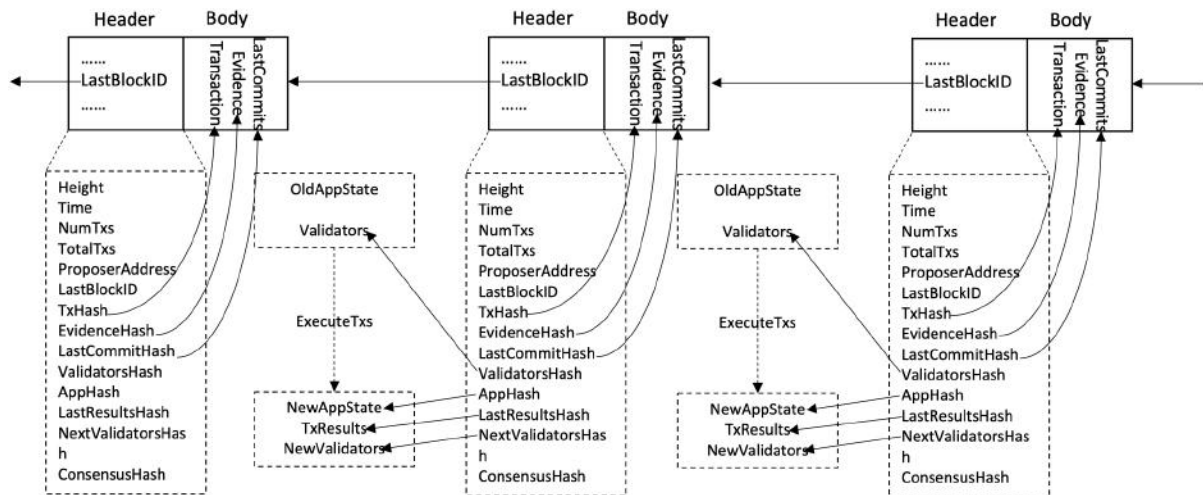 Header Body
......
LastBlockID
......
Transaction
Evidence
LastCommits
Height
Time
NumTxs
TotalTxs
ProposerAddress
LastBlockID
TxHash
EvidenceHash
LastCommitHash
ValidatorsHash
AppHash
LastResultsHash
NextValidatorsHas
h
ConsensusHash
OldAppState
Validators
ExecuteTxs
NewAppState
TxResults
NewValidators
Header Body
......
LastBlockID
......
Transaction
Evidence
LastCommits
Height
Time
NumTxs
TotalTxs
ProposerAddress
LastBlockID
TxHash
EvidenceHash
LastCommitHash
ValidatorsHash
AppHash
LastResultsHash
NextValidatorsHas
h
ConsensusHash
OldAppState
Validators
ExecuteTxs
NewAppState
TxResults
NewValidators
Header Body
......
LastBlockID
......
Transaction
Evidence
LastCommits
Height
Time
NumTxs
TotalTxs
ProposerAddress
LastBlockID
TxHash
EvidenceHash
LastCommitHash
ValidatorsHash
AppHash
LastResultsHash
NextValidatorsHas
h
ConsensusHash